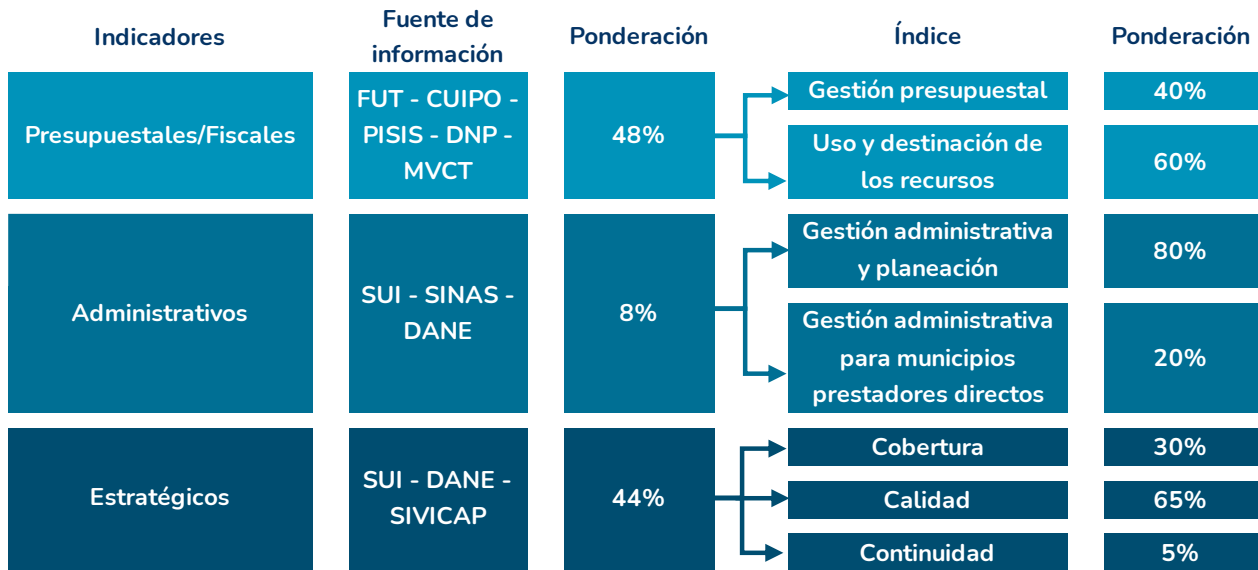 Indicadores
Fuente de
información
Ponderación
Índice
Ponderación
Presupuestales/Fiscales
FUT - CUIPO -
PISIS - DNP -
MVCT
48%
Gestión presupuestal
40%
Uso y destinación de
los recursos
60%
Administrativos
SUI - SINAS -
DANE
8%
Gestión administrativa
y planeación
80%
Gestión administrativa
para municipios
prestadores directos
20%
Estratégicos
SUI - DANE -
SIVICAP
44%
Cobertura
30%
Calidad
65%
Continuidad
5%